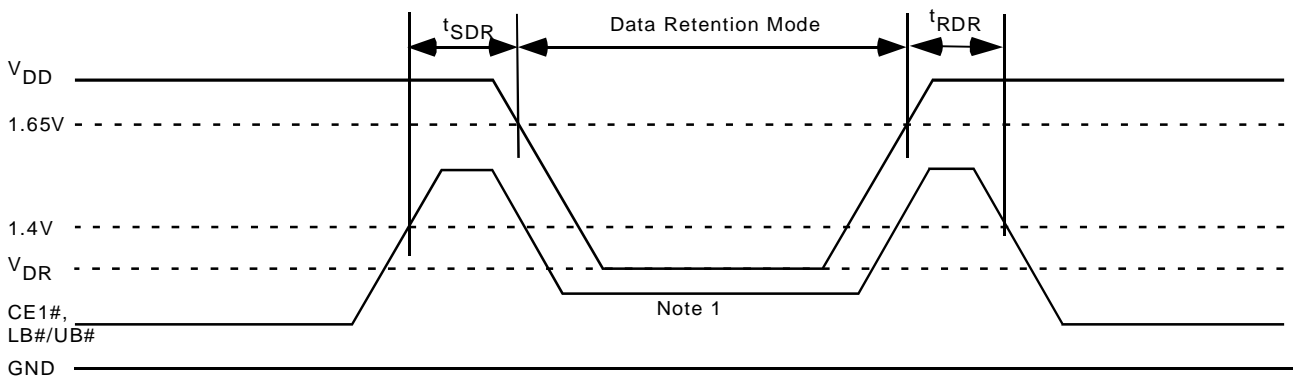 tSDR
Data Retention Mode
tRDR
VDD
1.65V
1.4V
VDR
CE1#,
LB#/UB#
Note 1
GND